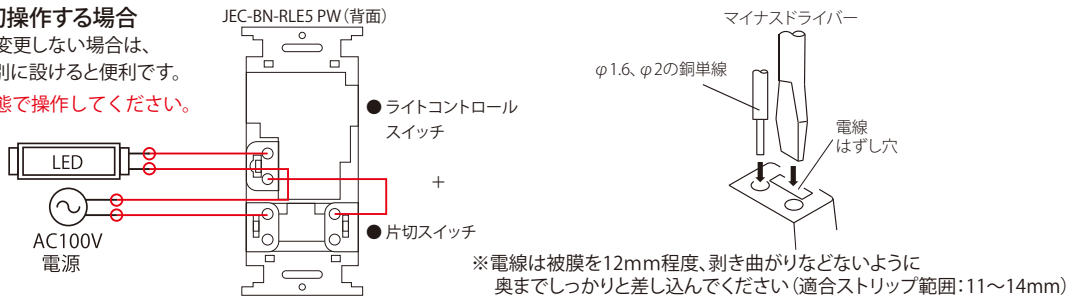 切操作する場合
変更しない場合は、
別に設けると便利です。
態で操作してください。
JEC-BN-RLE5 PW（背面）
●ライトコントロール
スイッチ
+
●片切スイッチ
LED
AC100V
電源
マイナスドライバー
φ1.6、φ2の銅単線
電線
はずし穴
※電線は被膜を12mm程度、剥き曲がりなどないように
奥までしっかりと差し込んでください（適合ストリップ範囲：11〜14mm）